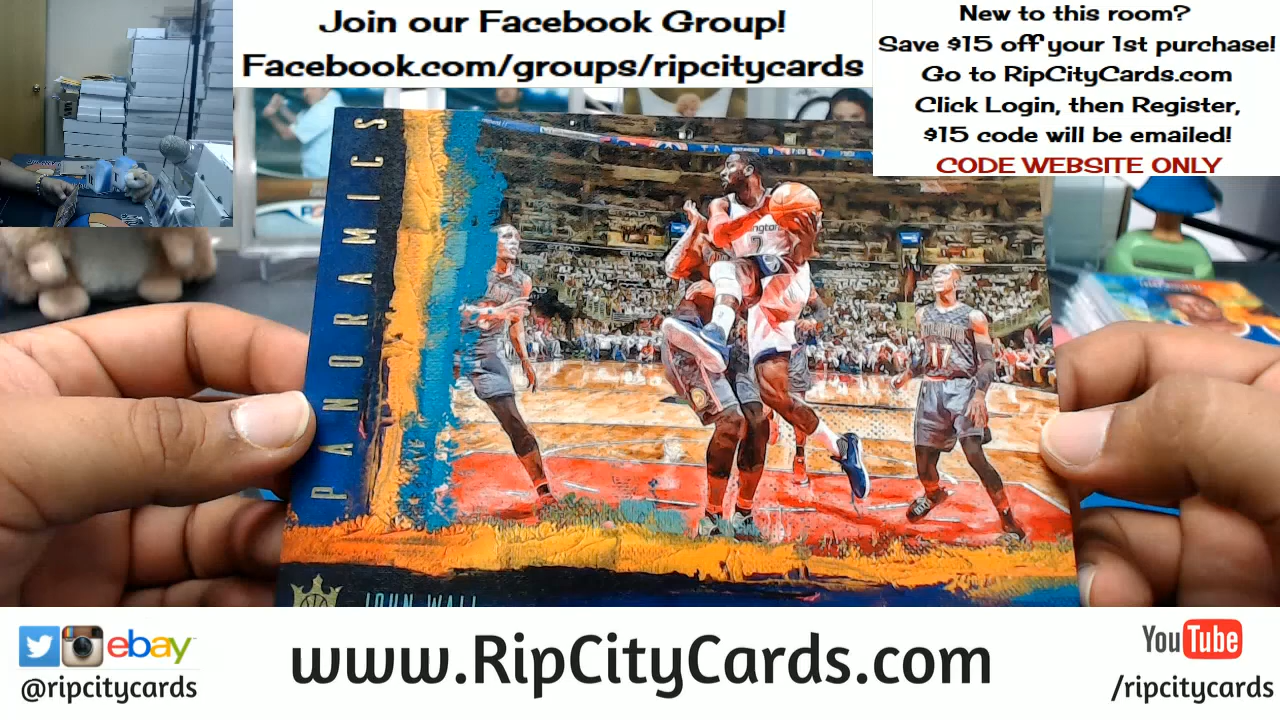 Join our Facebook Group!
Facebook.com/groups/ripcitycards
New to this room?
Save $15 off your 1st purchase!
Go to RipCityCards.com
Click Login, then Register,
$15 code will be emailed!
CODE WEBSITE ONLY
PANORAMICS
17
JOHN WALL
ebay
@ripcitycards
www.RipCityCards.com
YouTube
/ripcitycards